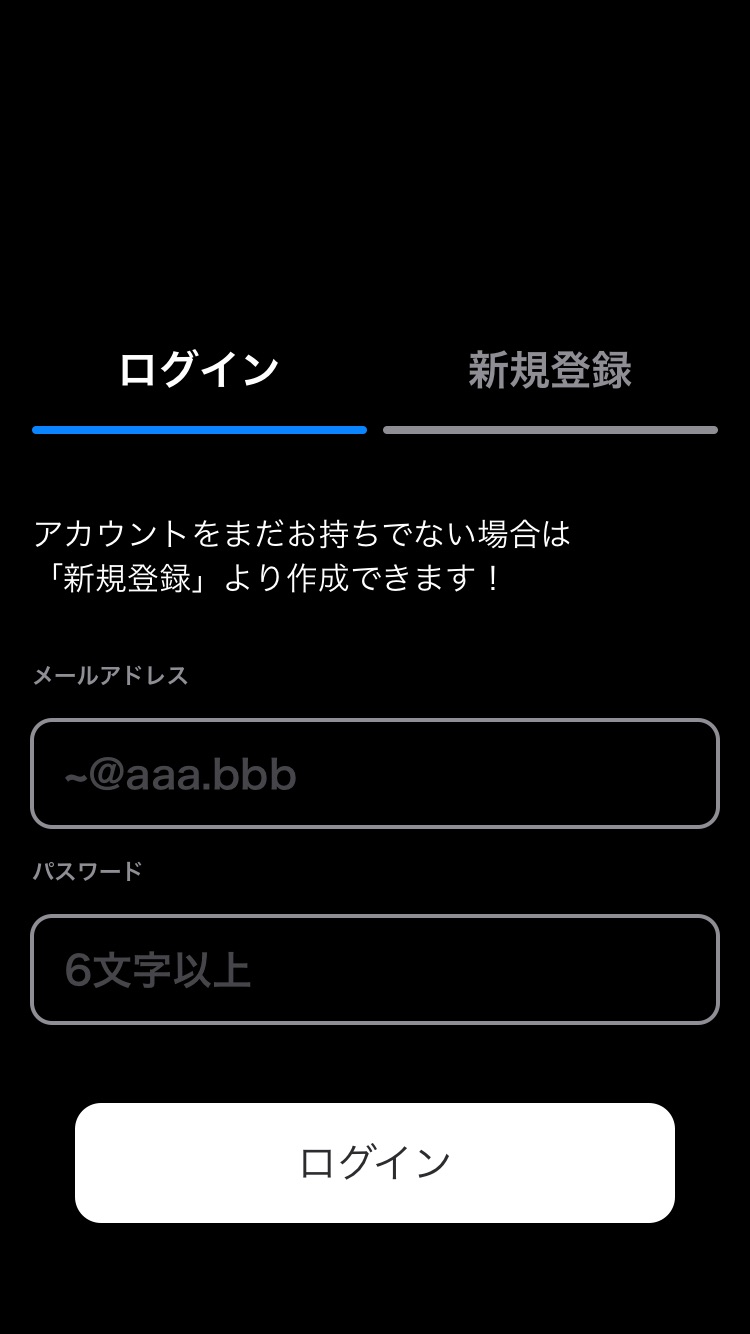 ログイン
新規登録
アカウントをまだお持ちでない場合は
「新規登録」より作成できます！
メールアドレス
~@aaa.bbb
パスワード
6文字以上
ログイン